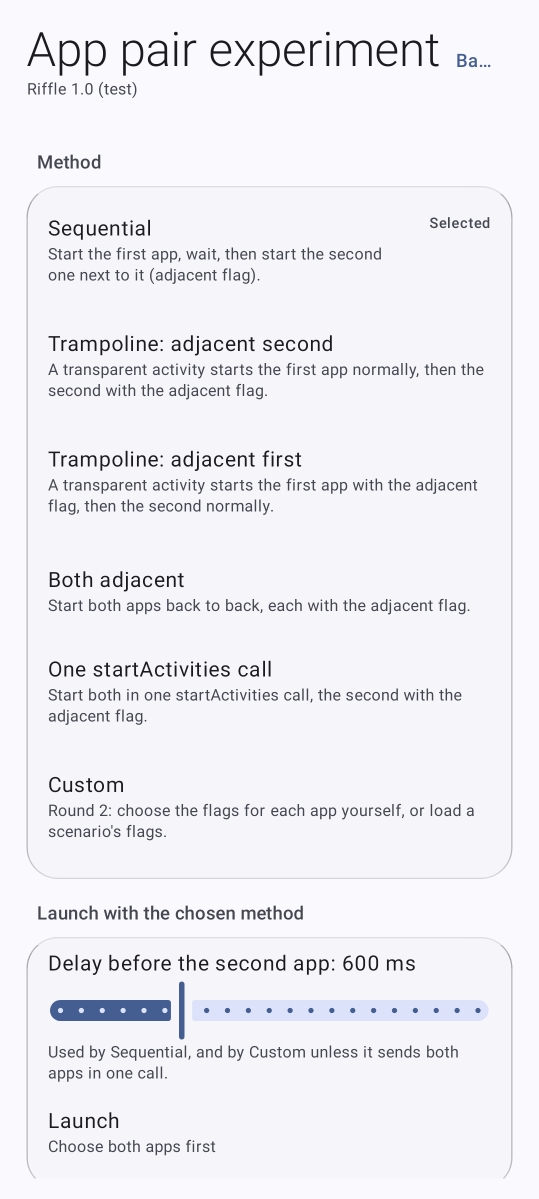 App pair experiment Ba…
Riffle 1.0 (test)
Method
Sequential
Selected
Start the first app, wait, then start the second
one next to it (adjacent flag).
Trampoline: adjacent second
A transparent activity starts the first app normally, then the
second with the adjacent flag.
Trampoline: adjacent first
A transparent activity starts the first app with the adjacent
flag, then the second normally.
Both adjacent
Start both apps back to back, each with the adjacent flag.
One startActivities call
Start both in one startActivities call, the second with the
adjacent flag.
Custom
Round 2: choose the flags for each app yourself, or load a
scenario's flags.
Launch with the chosen method
Delay before the second app: 600 ms
Used by Sequential, and by Custom unless it sends both
apps in one call.
Launch
Choose both apps first